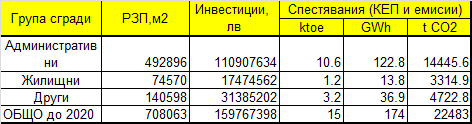 Група сгради РЗП,м2 Инвестиции, лв Спестявания (КЕП и емисии)
ktoe GWh t CO2
Административни 492896 110907634 10.6 122.8 14445.6
Жилищни 74570 17474562 1.2 13.8 3314.9
Други 140598 31385202 3.2 36.9 4722.8
ОБЩО до 2020 708063 159767398 15 174 22483